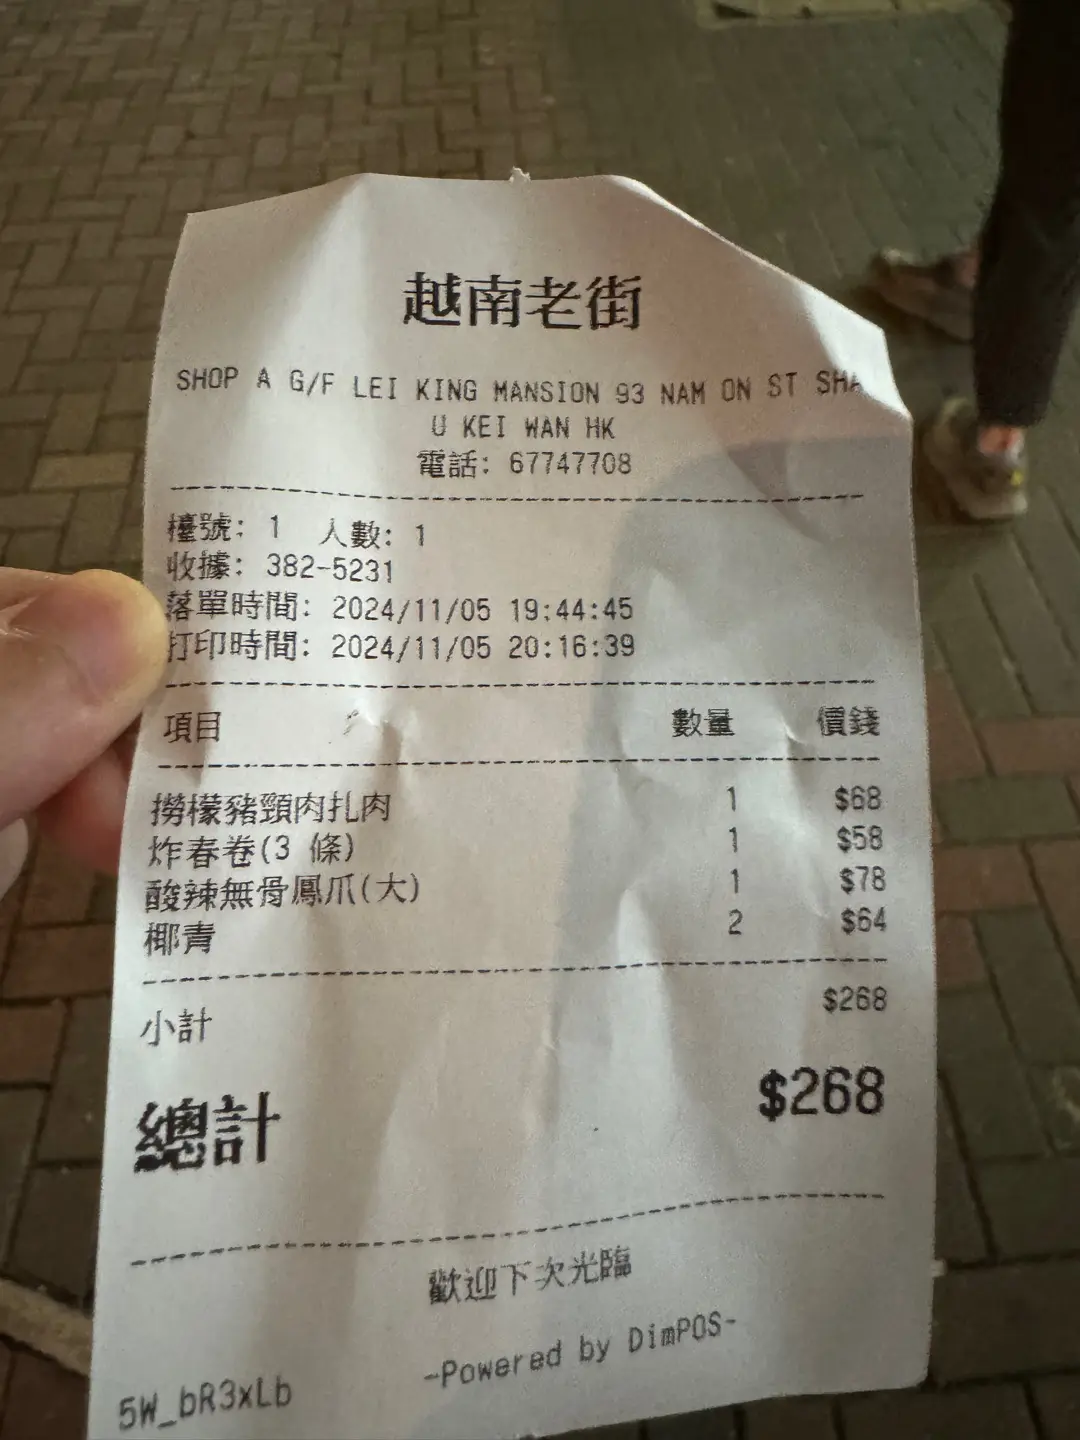 越南老街
SHOP A G/F LEI KING MANSION 93 NAM ON ST SHA
U KEI WAN HK
電話: 67747708
檯號: 1 人數: 1
收據: 382-5231
落單時間: 2024/11/05 19:44:45
打印時間: 2024/11/05 20:16:39
項目 數量 價錢
撈檬豬頸肉扎肉 1 $68
炸春卷(3 條) 1 $58
酸辣無骨鳳爪(大) 1 $78
椰青 2 $64
小計 $268
總計 $268
歡迎下次光臨
-Powered by DimPOS-
5W_bR3xLb